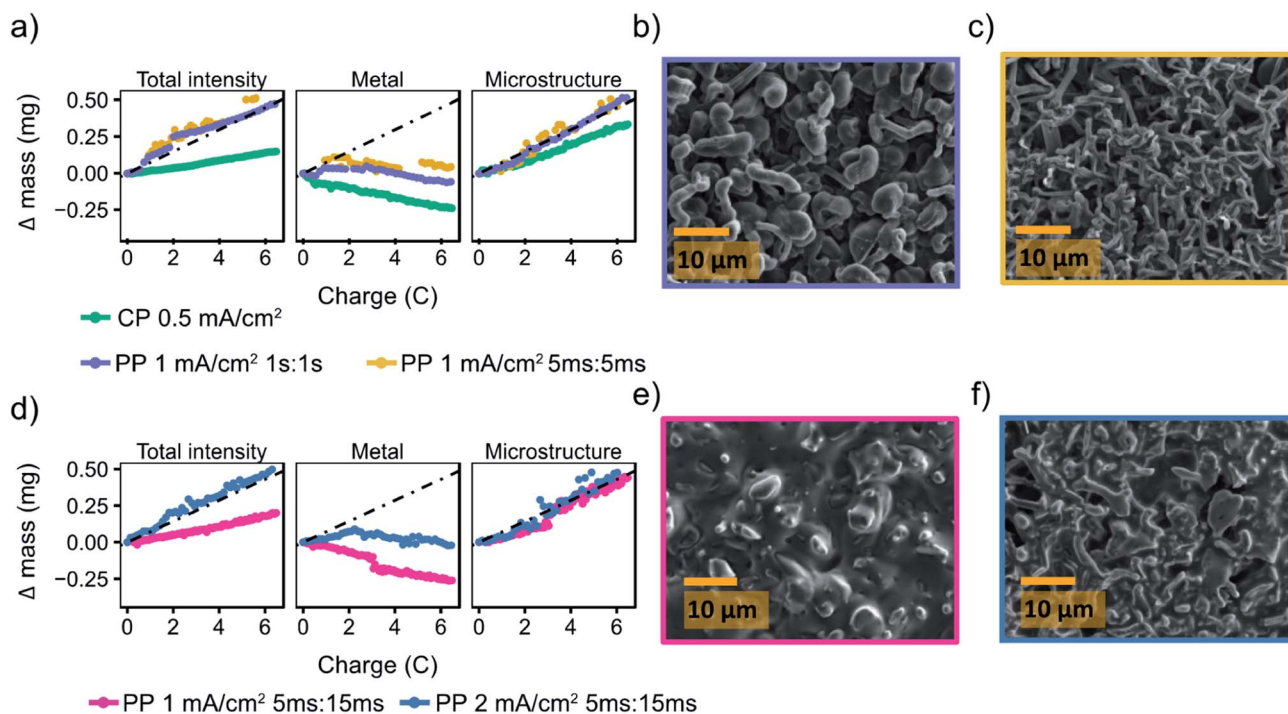 a)
Total intensity Metal Microstructure
0.50
0.25
0.00
−0.25
Δ mass (mg)
0 2 4 6 0 2 4 6 0 2 4 6
Charge (C)
CP 0.5 mA/cm²
PP 1 mA/cm² 1s:1s PP 1 mA/cm² 5ms:5ms
b)
10 µm
c)
10 µm
d)
Total intensity Metal Microstructure
0.50
0.25
0.00
−0.25
Δ mass (mg)
0 2 4 6 0 2 4 6 0 2 4 6
Charge (C)
PP 1 mA/cm² 5ms:15ms PP 2 mA/cm² 5ms:15ms
e)
10 µm
f)
10 µm